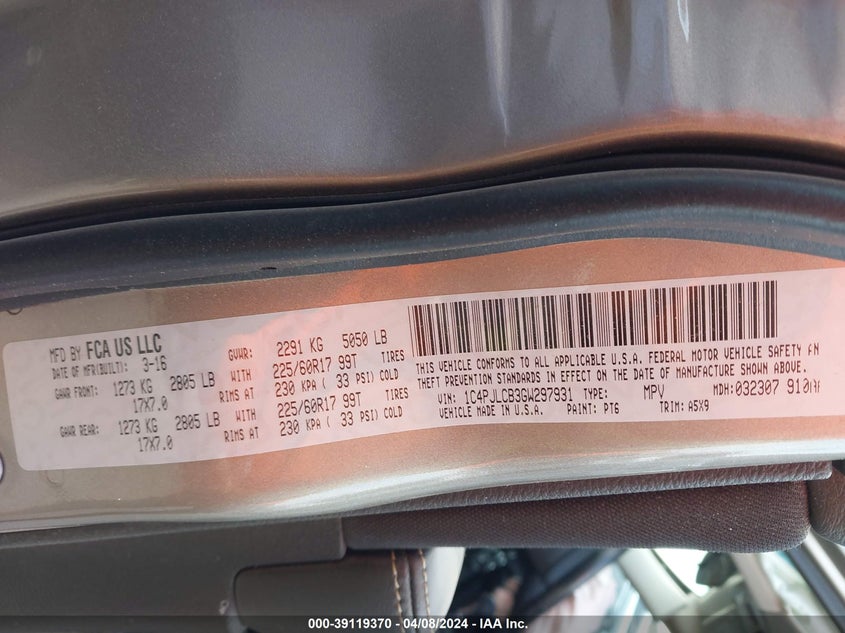 MFD BY FCA US LLC
DATE OF MFR(BUILT): 3-16 GVWR: 2291 KG 5050 LB
GAWR FRONT: 1273 KG 2805 LB WITH 225/60R17 99T TIRES
17X7.0 RIMS AT 230 KPA ( 33 PSI) COLD
GAWR REAR: 1273 KG 2805 LB WITH 225/60R17 99T TIRES
17X7.0 RIMS AT 230 KPA ( 33 PSI) COLD
THIS VEHICLE CONFORMS TO ALL APPLICABLE U.S.A. FEDERAL MOTOR VEHICLE SAFETY AN
THEFT PREVENTION STANDARDS IN EFFECT ON THE DATE OF MANUFACTURE SHOWN ABOVE.
VIN: 1C4PJLCB3GW297931 TYPE: MPV MDH: 032307 910
VEHICLE MADE IN U.S.A. PAINT: PT6 TRIM: A5X9
000-39119370 - 04/08/2024 - IAA Inc.